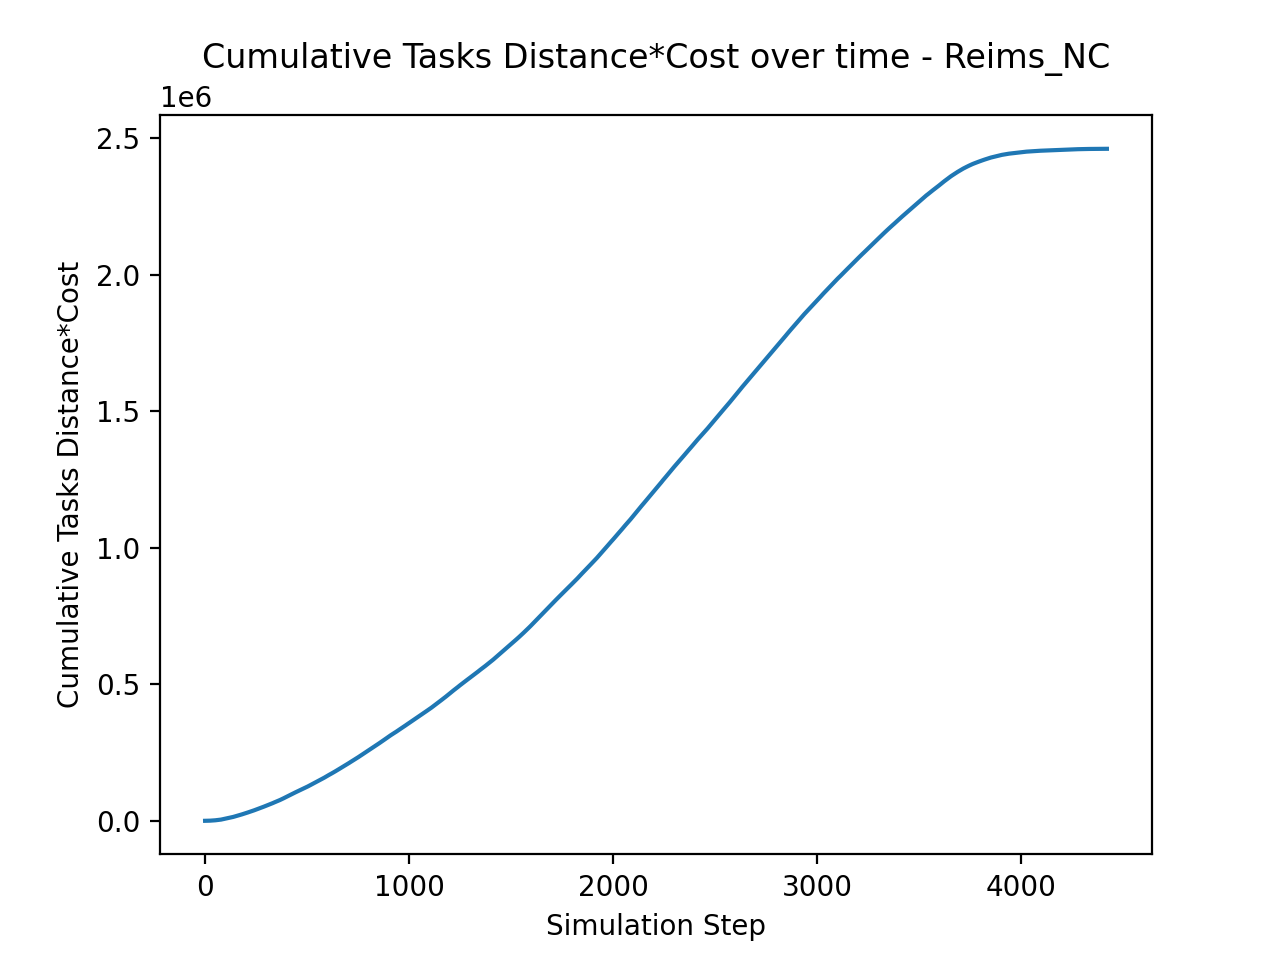 Cumulative Tasks Distance*Cost over time - Reims_NC
1e6
2.5
2.0
1.5
1.0
0.5
0.0
Cumulative Tasks Distance*Cost
0 1000 2000 3000 4000
Simulation Step